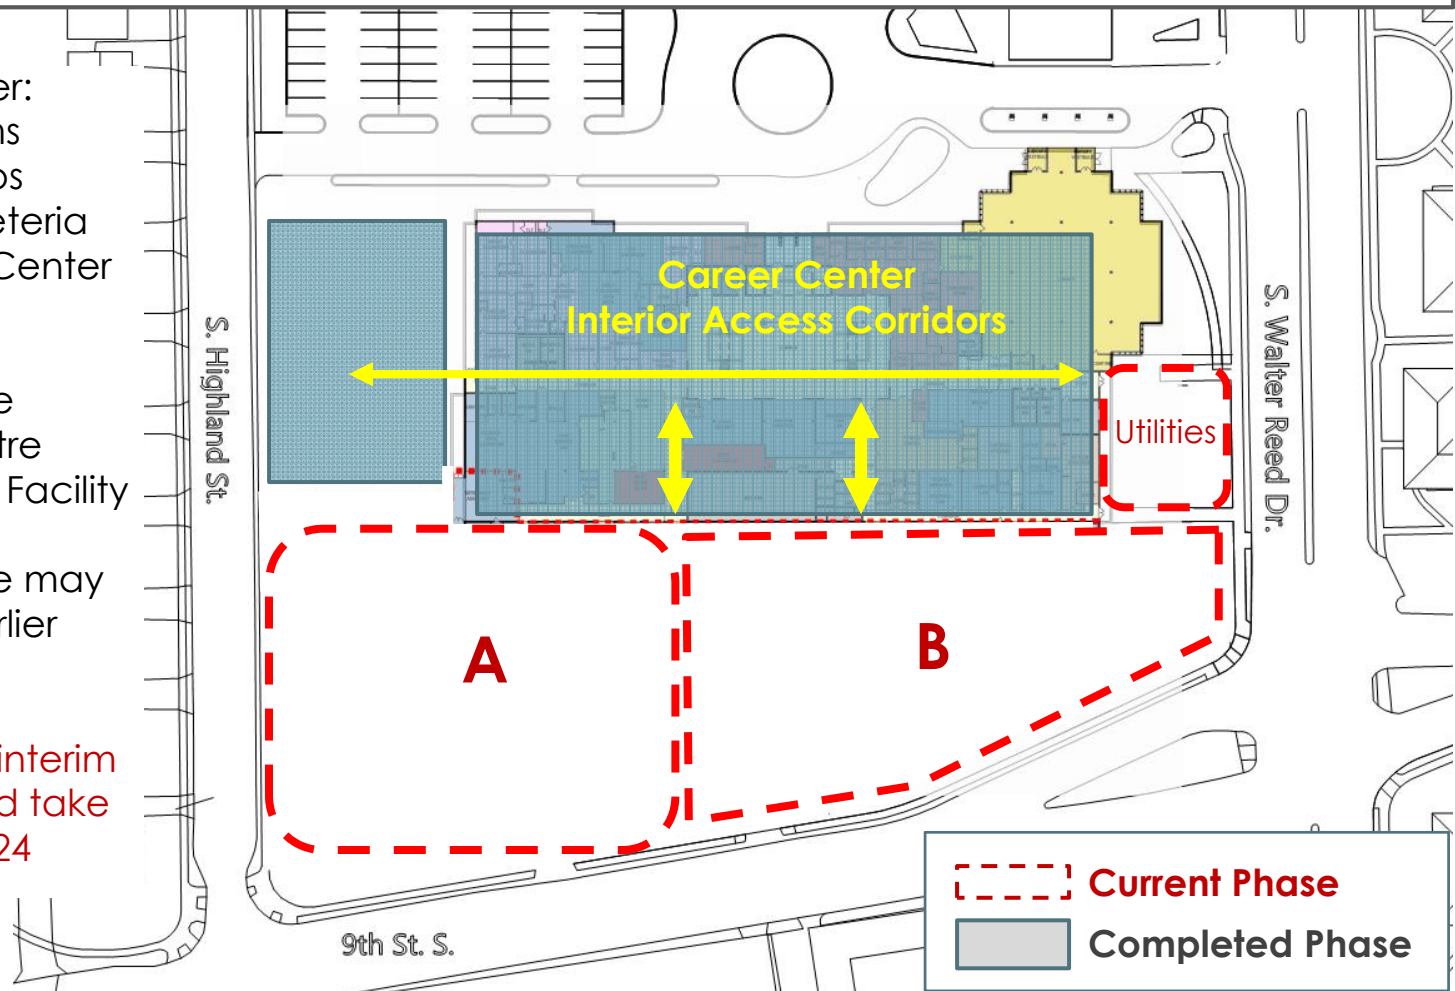 er:
ns
os
eteria
Center
e
tre
Facility
e may
rlier
interim
d take
24
Career Center
Interior Access Corridors
S. Highland St.
S. Walter Reed Dr.
Utilities
A
B
9th St. S.
Current Phase
Completed Phase